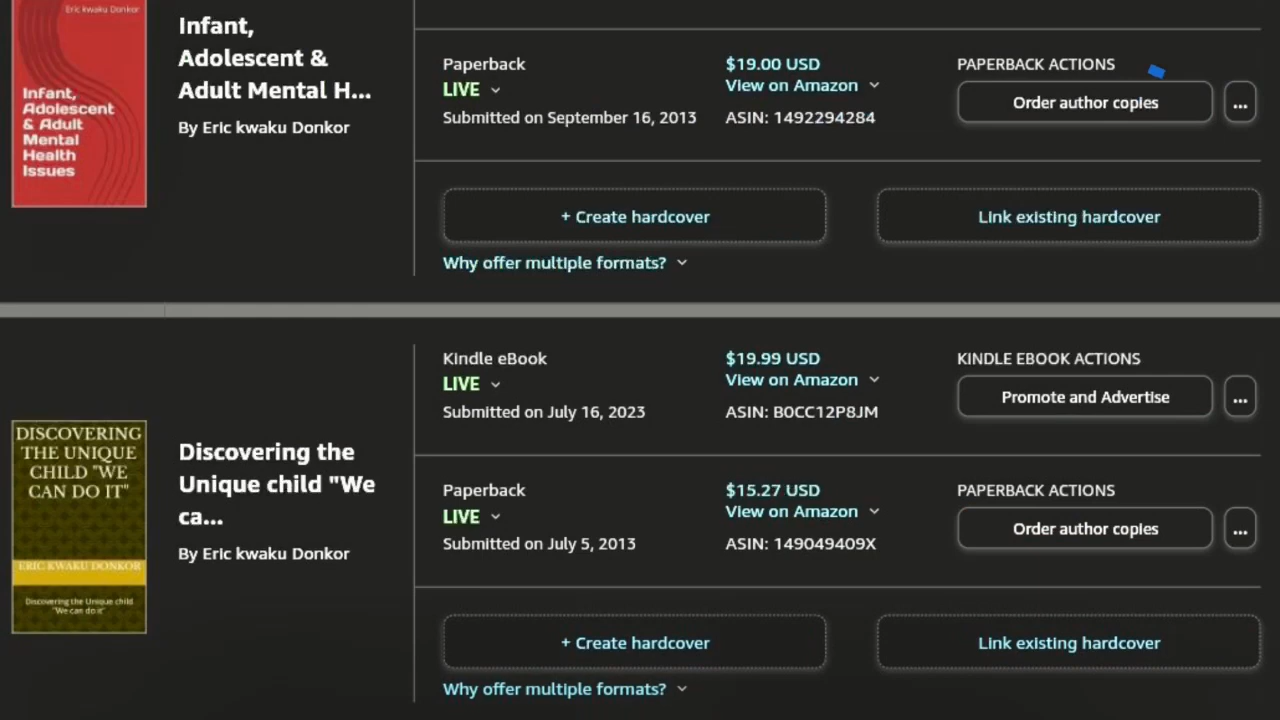 Eric kwaku Donkor
Infant,
Adolescent
& Adult
Mental
Health
Issues
Infant,
Adolescent &
Adult Mental H...
By Eric kwaku Donkor
Paperback
LIVE
Submitted on September 16, 2013
$19.00 USD
View on Amazon
ASIN: 1492294284
PAPERBACK ACTIONS
Order author copies
...
+ Create hardcover
Link existing hardcover
Why offer multiple formats?
DISCOVERING
THE UNIQUE
CHILD "WE
CAN DO IT"
ERIC KWAKU DONKOR
Discovering the Unique child
"We can do it"
Discovering the
Unique child "We
ca...
By Eric kwaku Donkor
Kindle eBook
LIVE
Submitted on July 16, 2023
$19.99 USD
View on Amazon
ASIN: B0CC12P8JM
KINDLE EBOOK ACTIONS
Promote and Advertise
...
Paperback
LIVE
Submitted on July 5, 2013
$15.27 USD
View on Amazon
ASIN: 149049409X
PAPERBACK ACTIONS
Order author copies
...
+ Create hardcover
Link existing hardcover
Why offer multiple formats?